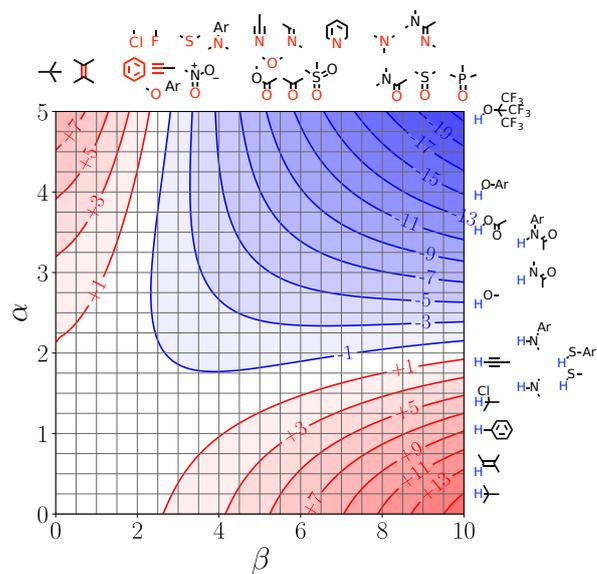 Ar
N
Cl F S N N N N N N
O
+ N O −
O O O S O N O S P
O Ar O
O O O O
5 +7 -19 CF₃
H O CF₃
-17 CF₃
+5 -15
4 H O-Ar
+3 -13
-11 H O O Ar
H N O
-9
3 +1 -7 H N O
-5 H O-
-3
α
2 -1 H N Ar
+1 H H S-Ar
Cl H N H S
H
+5
1 +3 H
+9
+11 H
+7 +13 H
0
0 2 4 6 8 10
β